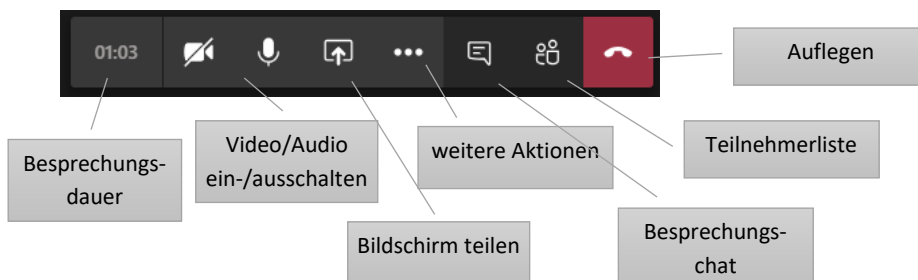 01:03
Auflegen
Besprechungs-
dauer
Video/Audio
ein-/ausschalten
weitere Aktionen
Teilnehmerliste
Bildschirm teilen
Besprechungs-
chat